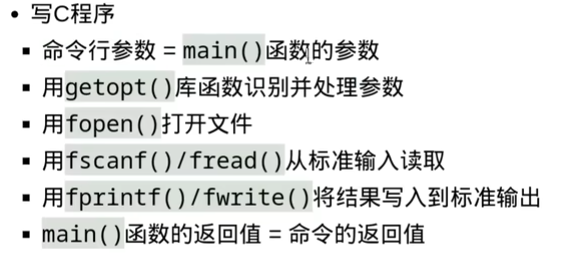 • 写C程序
▪ 命令行参数 = main()函数的参数
▪ 用getopt()库函数识别并处理参数
▪ 用fopen()打开文件
▪ 用fscanf()/fread()从标准输入读取
▪ 用fprintf()/fwrite()将结果写入到标准输出
▪ main()函数的返回值 = 命令的返回值